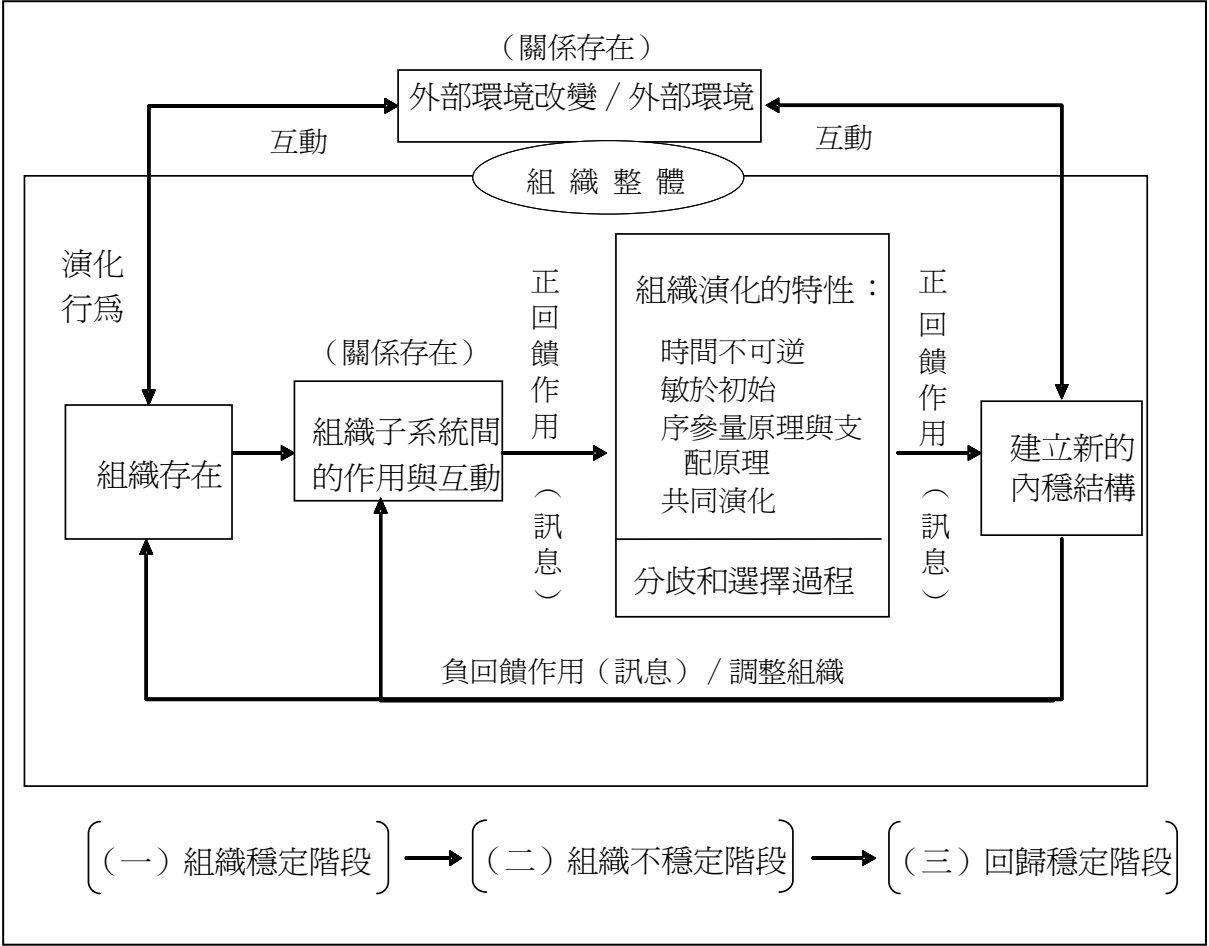 （關係存在）
外部環境改變／外部環境
互動
互動
組織整體
演化
行為
（關係存在）
組織存在
組織子系統間
的作用與互動
正回饋作用（訊息）
組織演化的特性：
時間不可逆
敏於初始
序參量原理與支
配原理
共同演化
分歧和選擇過程
正回饋作用（訊息）
建立新的
內穩結構
負回饋作用（訊息）／調整組織
（一）組織穩定階段
（二）組織不穩定階段
（三）回歸穩定階段